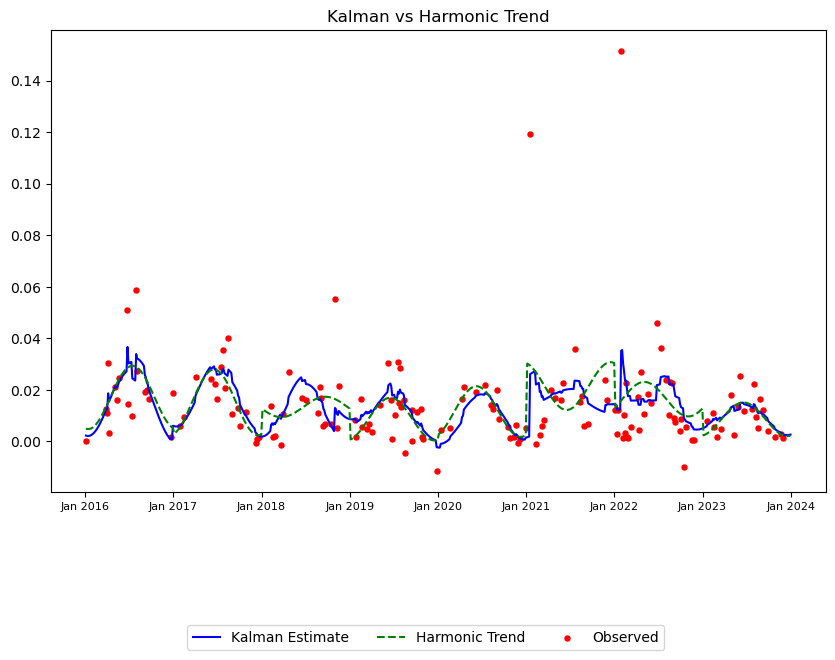 Kalman vs Harmonic Trend
0.14
0.12
0.10
0.08
0.06
0.04
0.02
0.00
Jan 2016 Jan 2017 Jan 2018 Jan 2019 Jan 2020 Jan 2021 Jan 2022 Jan 2023 Jan 2024
Kalman Estimate Harmonic Trend Observed